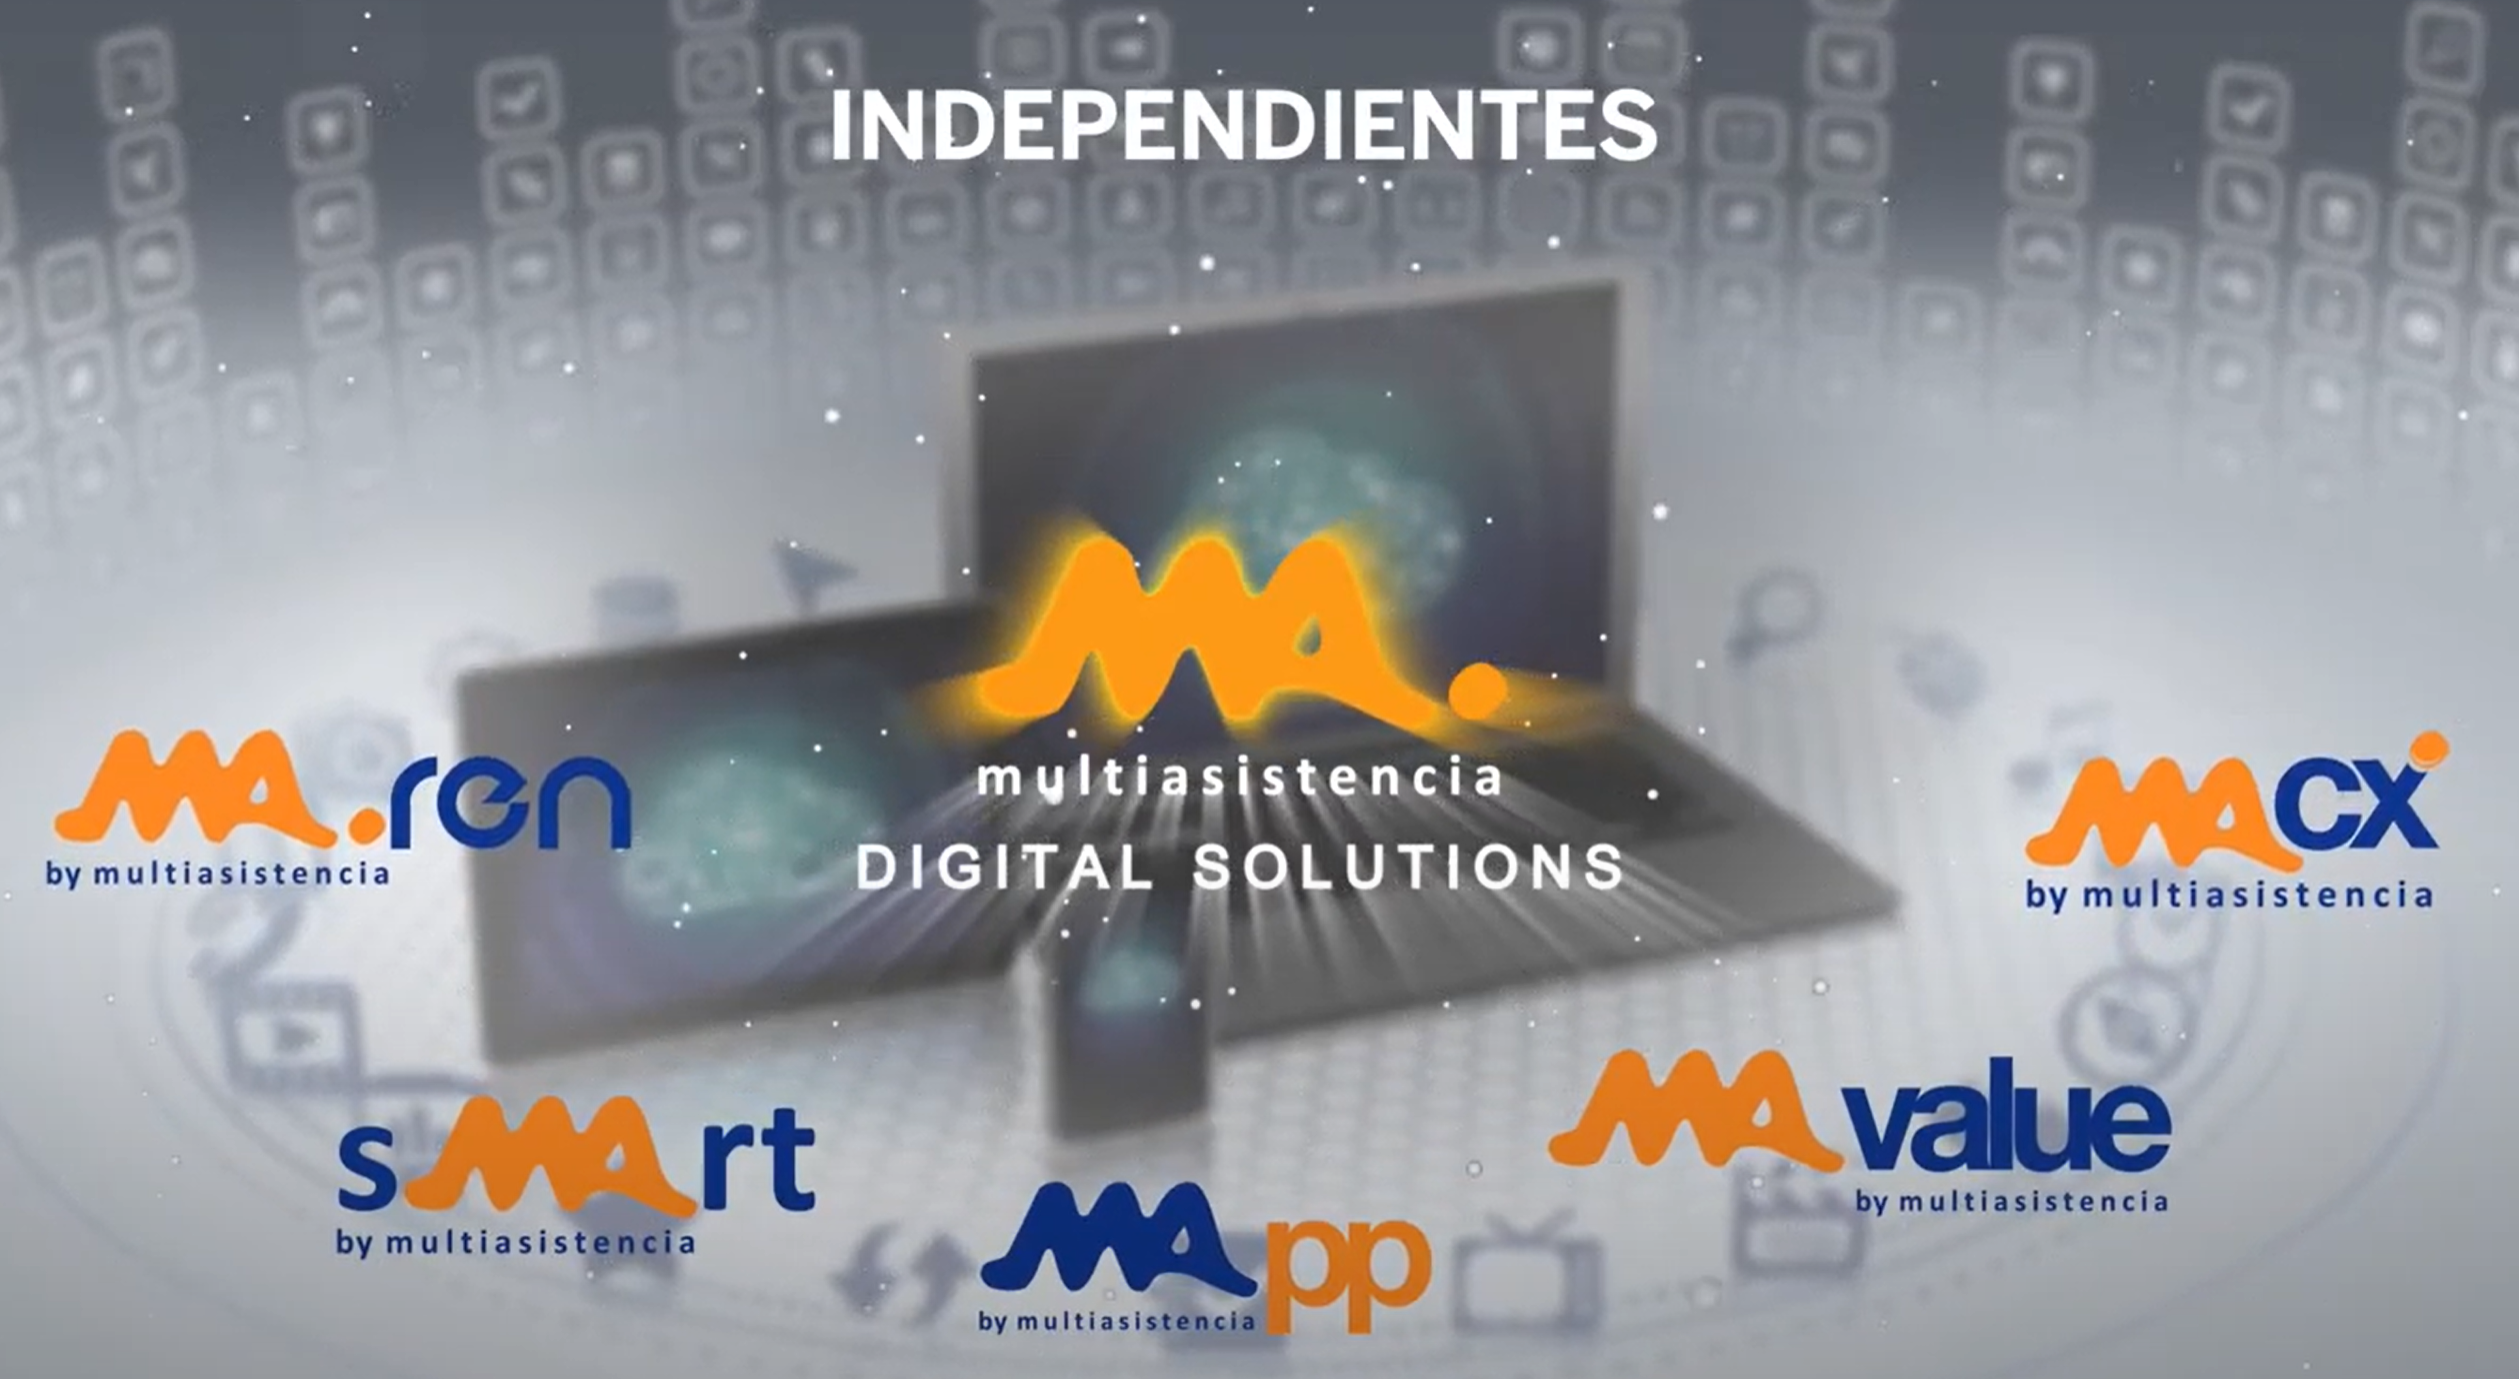 INDEPENDIENTES
MA.
multiasistencia
DIGITAL SOLUTIONS
MA.ren
by multiasistencia
MACX
by multiasistencia
sMArt
by multiasistencia
MAvalue
by multiasistencia
MApp
by multiasistencia